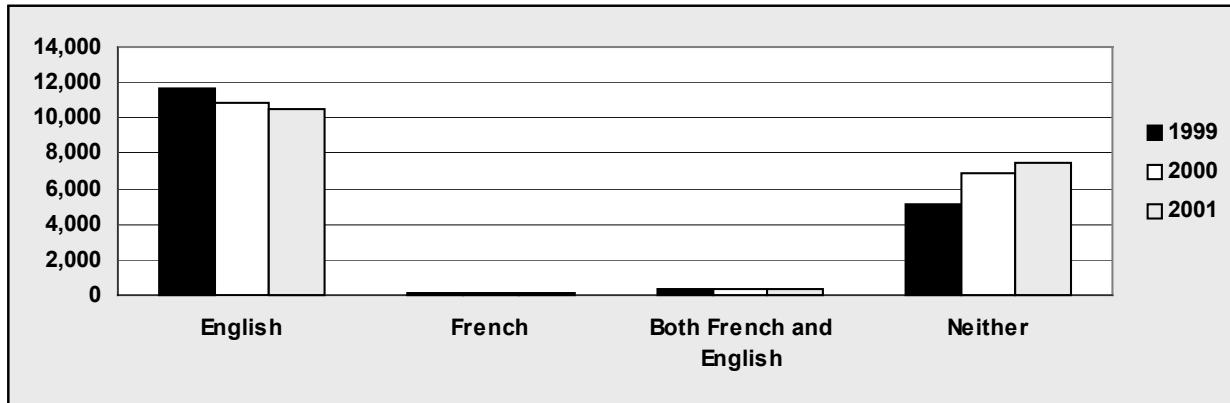 14,000
12,000
10,000
8,000
6,000
4,000
2,000
0
English
French
Both French and
English
Neither
1999
2000
2001